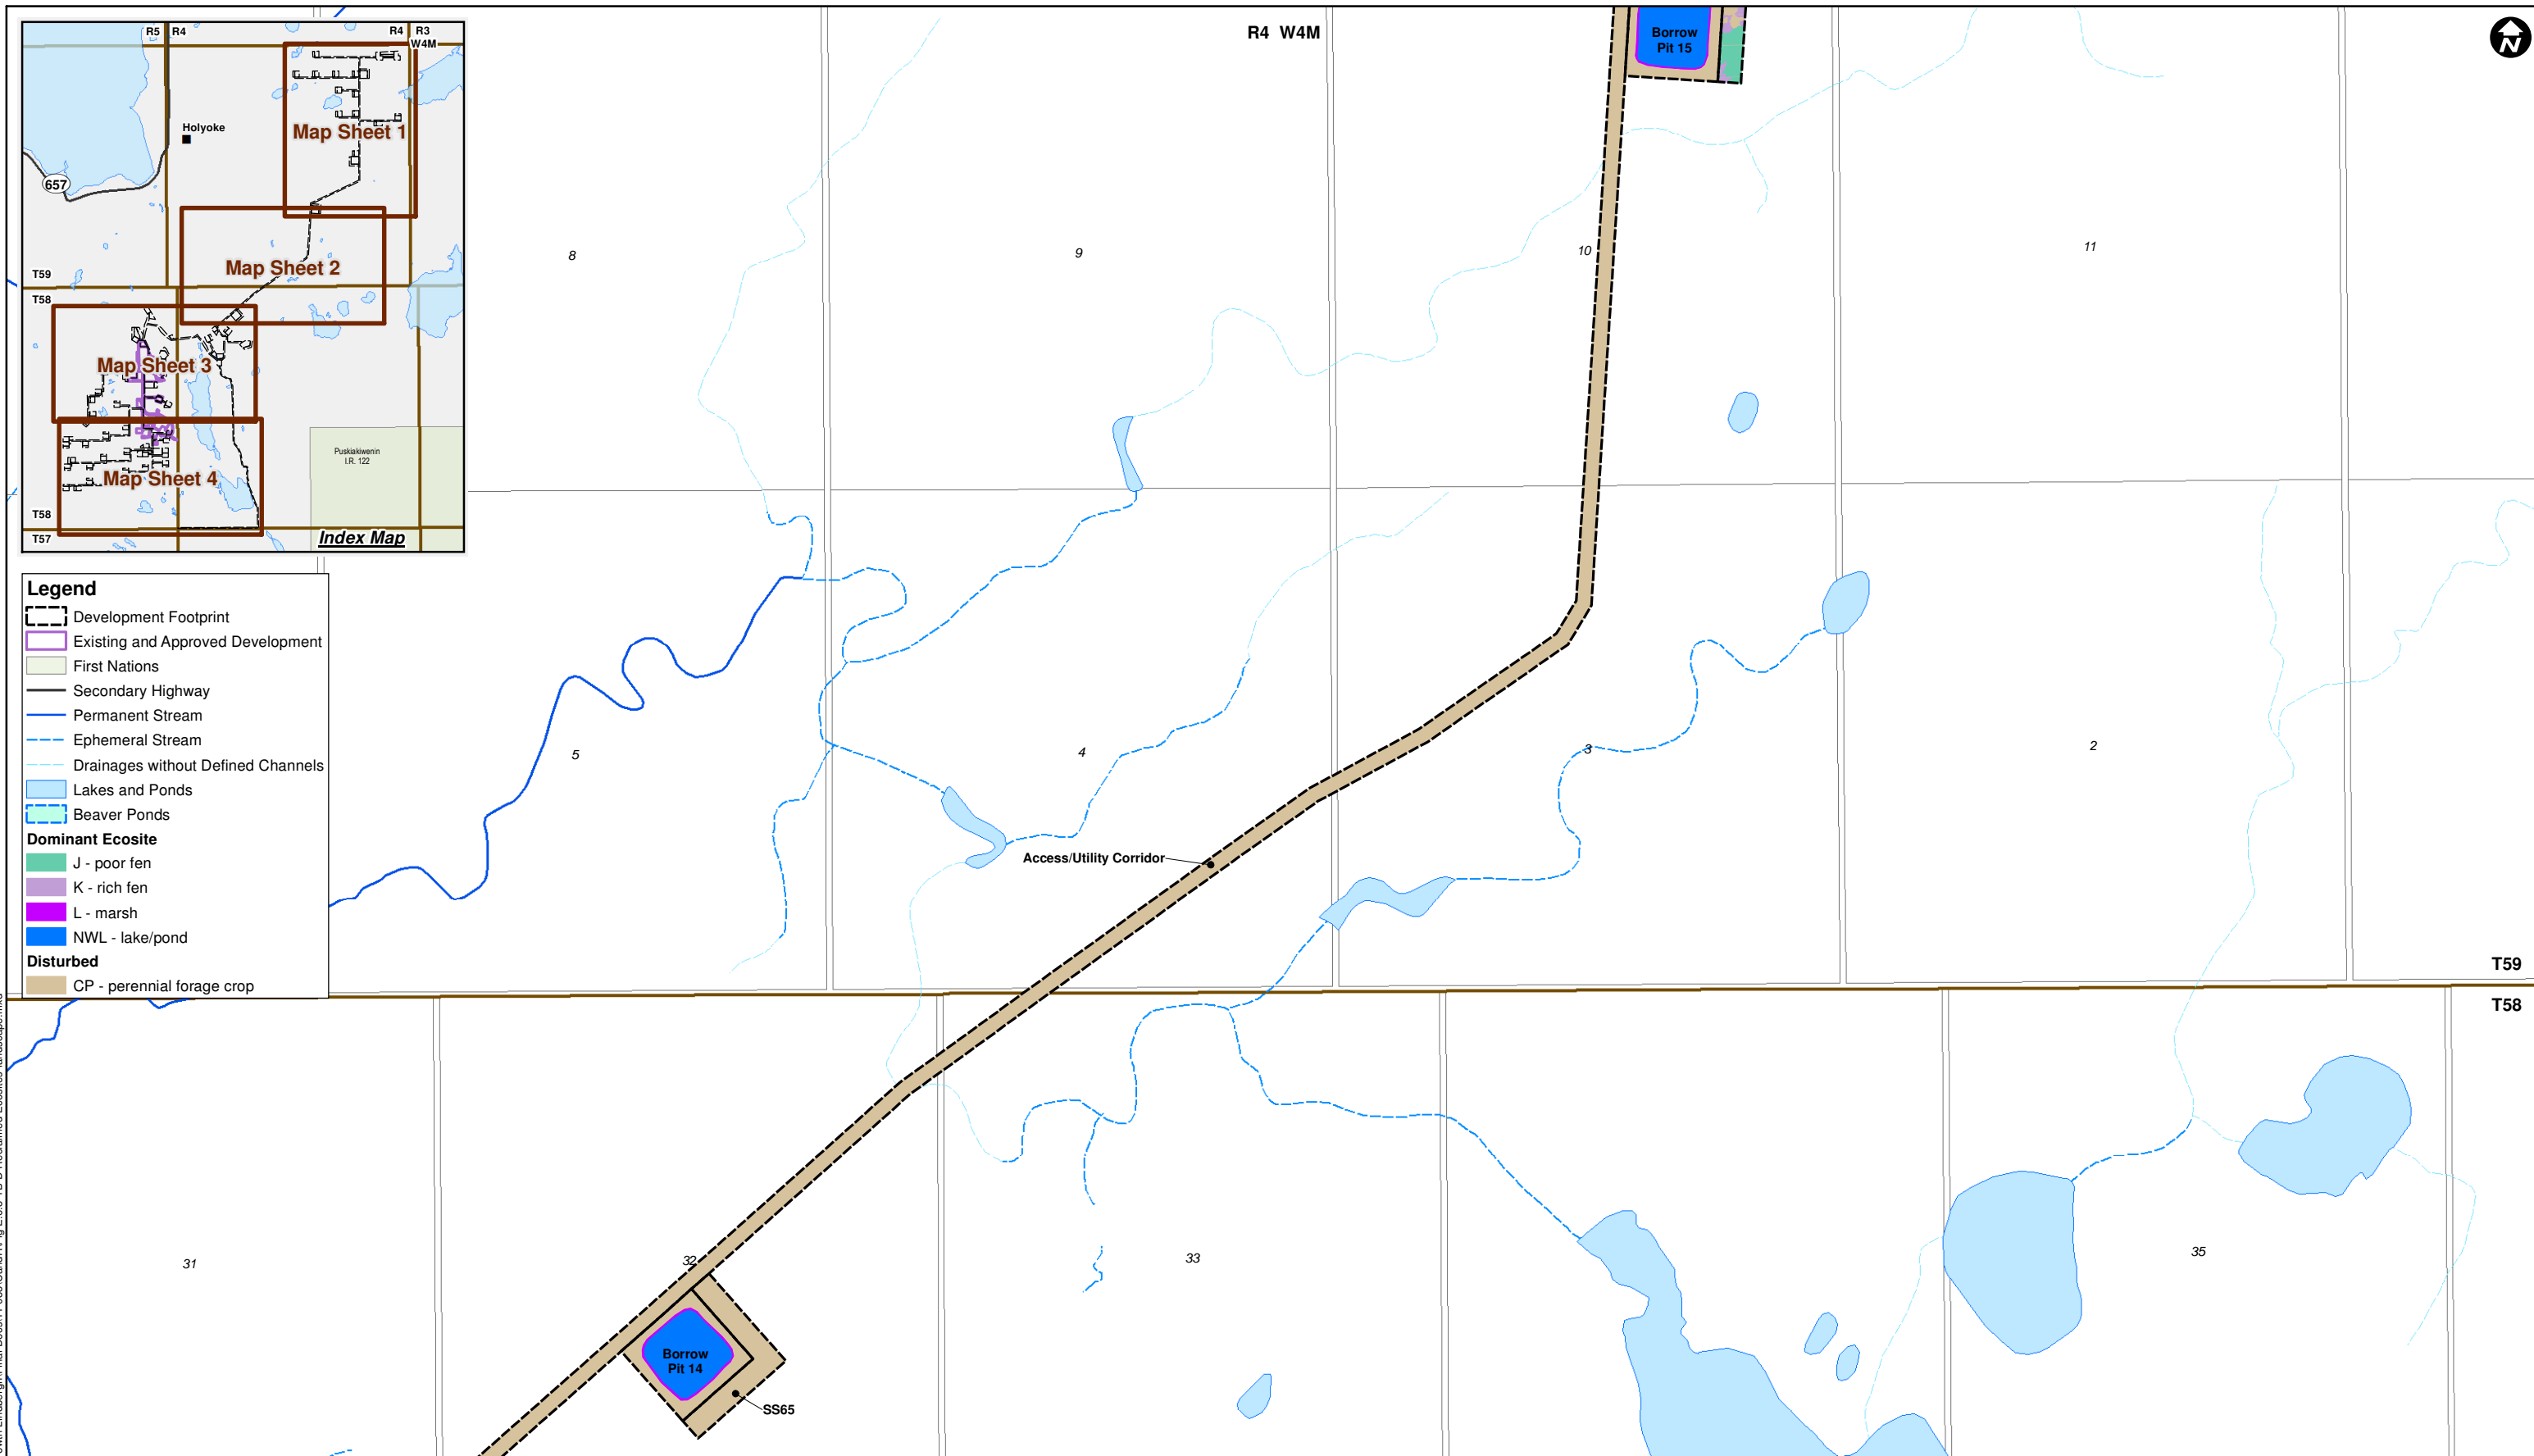 R5
R4
R4
R3
W4M
Holyoke
657
Map Sheet 1
Map Sheet 2
T59
T58
Map Sheet 3
Map Sheet 4
Puskiakiwenin
I.R. 122
T58
T57
Index Map
Legend
Development Footprint
Existing and Approved Development
First Nations
Secondary Highway
Permanent Stream
Ephemeral Stream
Drainages without Defined Channels
Lakes and Ponds
Beaver Ponds
Dominant Ecosite
J - poor fen
K - rich fen
L - marsh
NWL - lake/pond
Disturbed
CP - perennial forage crop
R4 W4M
Borrow
Pit 15
N
8
9
10
11
5
4
3
2
Access/Utility Corridor
T59
T58
31
32
33
35
Borrow
Pit 14
SS65